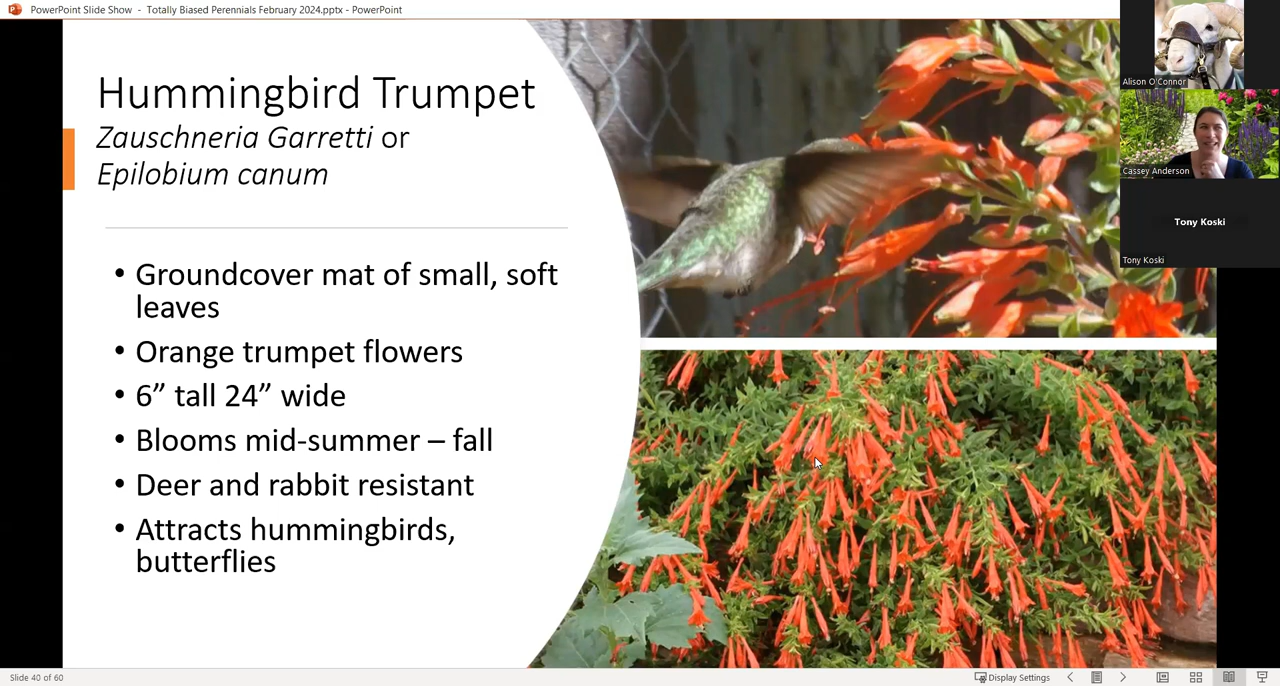 PowerPoint Slide Show - Totally Biased Perennials February 2024.pptx - PowerPoint
Hummingbird Trumpet
Zauschneria Garretti or
Epilobium canum
• Groundcover mat of small, soft
leaves
• Orange trumpet flowers
• 6” tall 24” wide
• Blooms mid-summer – fall
• Deer and rabbit resistant
• Attracts hummingbirds,
butterflies
Alison O'Connor
Cassey Anderson
Tony Koski
Tony Koski
Slide 40 of 60
Display Settings